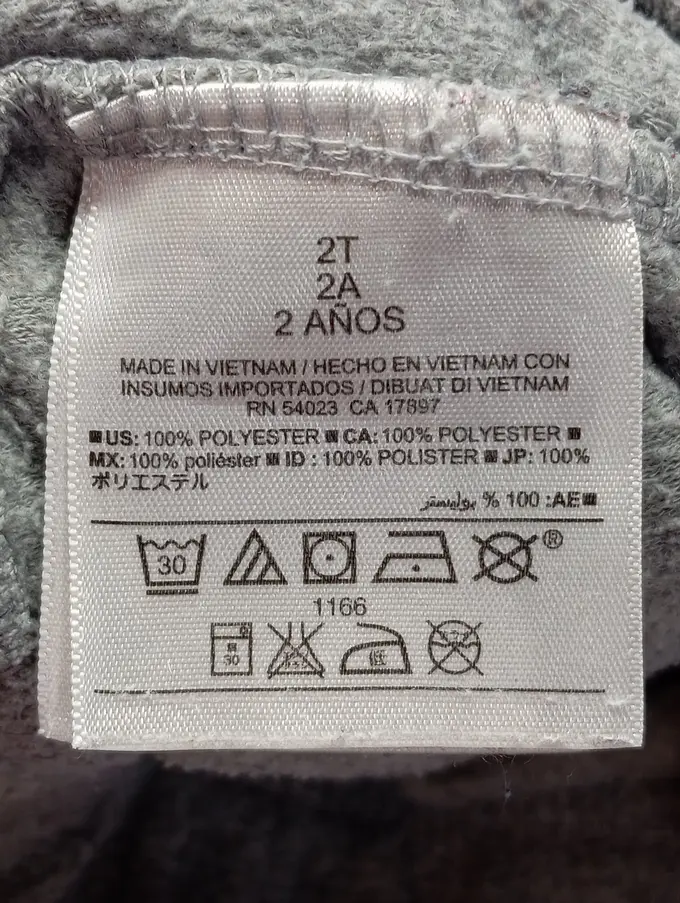 2T
2A
2 AÑOS
MADE IN VIETNAM / HECHO EN VIETNAM CON
INSUMOS IMPORTADOS / DIBUAT DI VIETNAM
RN 54023 CA 17897
US: 100% POLYESTER CA: 100% POLYESTER
MX: 100% poliéster ID : 100% POLISTER JP: 100%
ポリエステル
AE: 100 % بوليستر
30 ®
1166
30 低